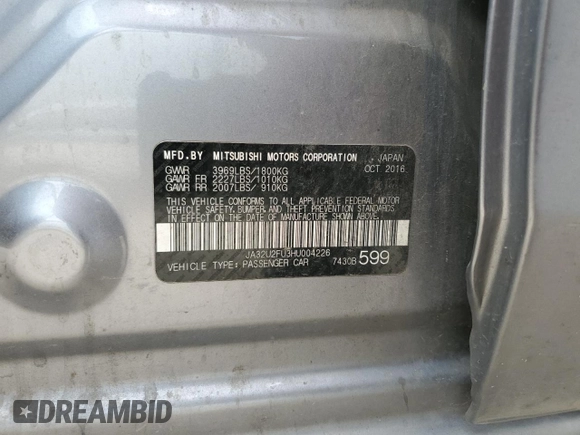 MFD.BY MITSUBISHI MOTORS CORPORATION JAPAN
GVWR 3969LBS/1800KG OCT 2016
GAWR FR 2227LBS/1010KG
GAWR RR 2007LBS/ 910KG
THIS VEHICLE CONFORMS TO ALL APPLICABLE FEDERAL MOTOR
VEHICLE SAFETY, BUMPER, AND THEFT PREVENTION STANDARDS
IN EFFECT ON THE DATE OF MANUFACTURE SHOWN ABOVE.
JA32U2FU3HU004226
VEHICLE TYPE: PASSENGER CAR 7430B 599
DREAMBID